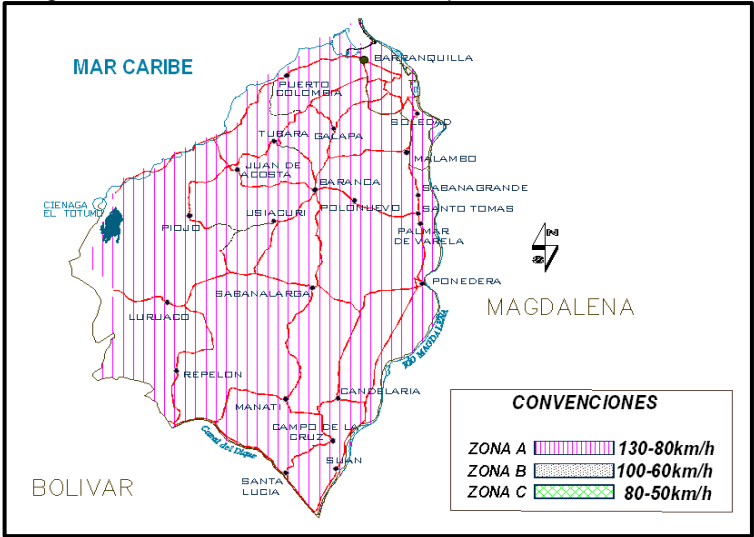 MAR CARIBE
BARRANQUILLA
PUERTO
COLOMBIA
SOLEDAD
TUBARA
GALAPA
MALAMBO
JUAN DE
ACOSTA
BARANOA
SABANAGRANDE
CIENAGA
EL TOTUMO
USIACURI
POLONUEVO
SANTO TOMAS
PIOJO
PALMAR
DE VARELA
N
PONEDERA
SABANALARGA
MAGDALENA
LURUACO
RIO MAGDALENA
REPELON
CANDELARIA
MANATI
CAMPO DE LA
CRUZ
Canal del Dique
SUAN
SANTA
LUCIA
BOLIVAR
CONVENCIONES
ZONA A 130-80km/h
ZONA B 100-60km/h
ZONA C 80-50km/h